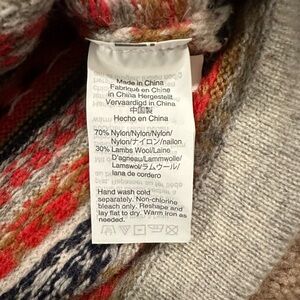 Made in China
Fabriqué en Chine
in China Hergestellt
Vervaardigd in China
中国製
Hecho en China
70% Nylon/Nylon/Nylon/
Nylon/ナイロン/nailon
30% Lambs Wool/Laine
D'agneau/Lammwolle/
Lamswol/ラムウール/
lana de cordero
Hand wash cold
separately. Non-chlorine
bleach only. Reshape and
lay flat to dry. Warm iron as
needed.